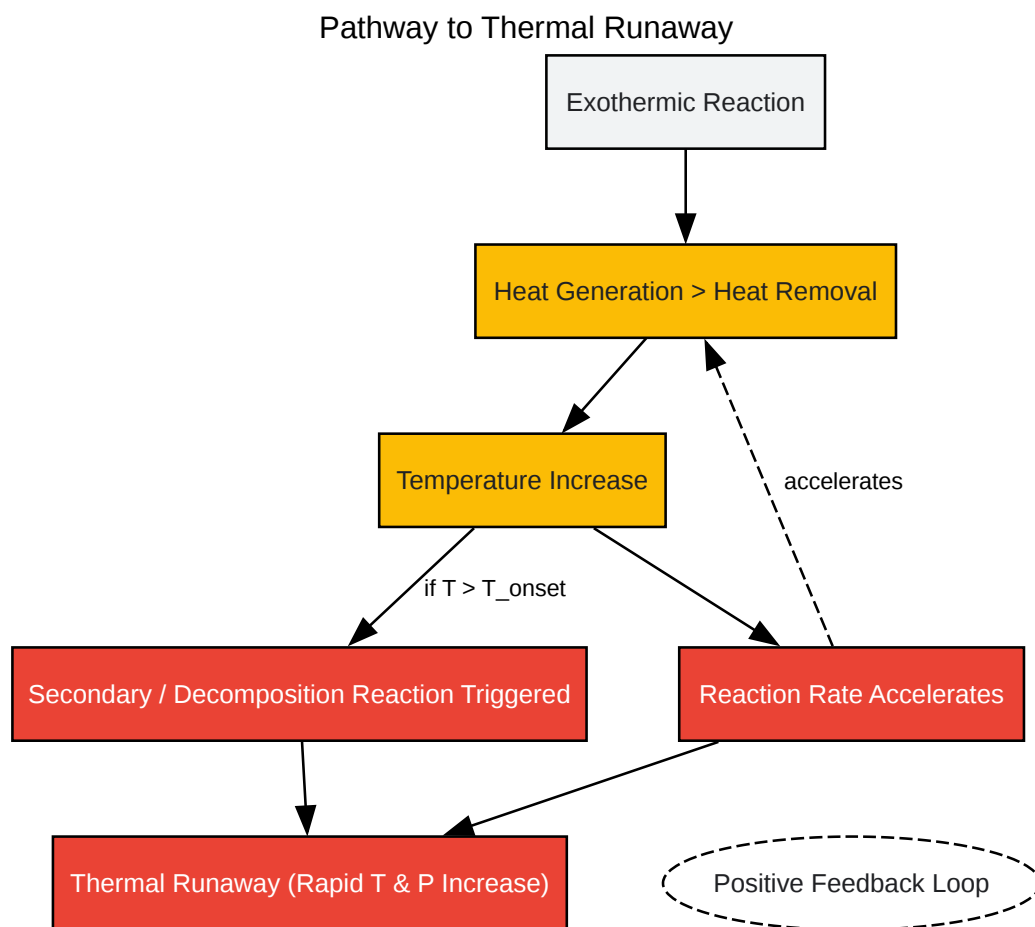 Pathway to Thermal Runaway
Exothermic Reaction
Heat Generation > Heat Removal
Temperature Increase
accelerates
if T > T_onset
Secondary / Decomposition Reaction Triggered
Reaction Rate Accelerates
Thermal Runaway (Rapid T & P Increase)
Positive Feedback Loop